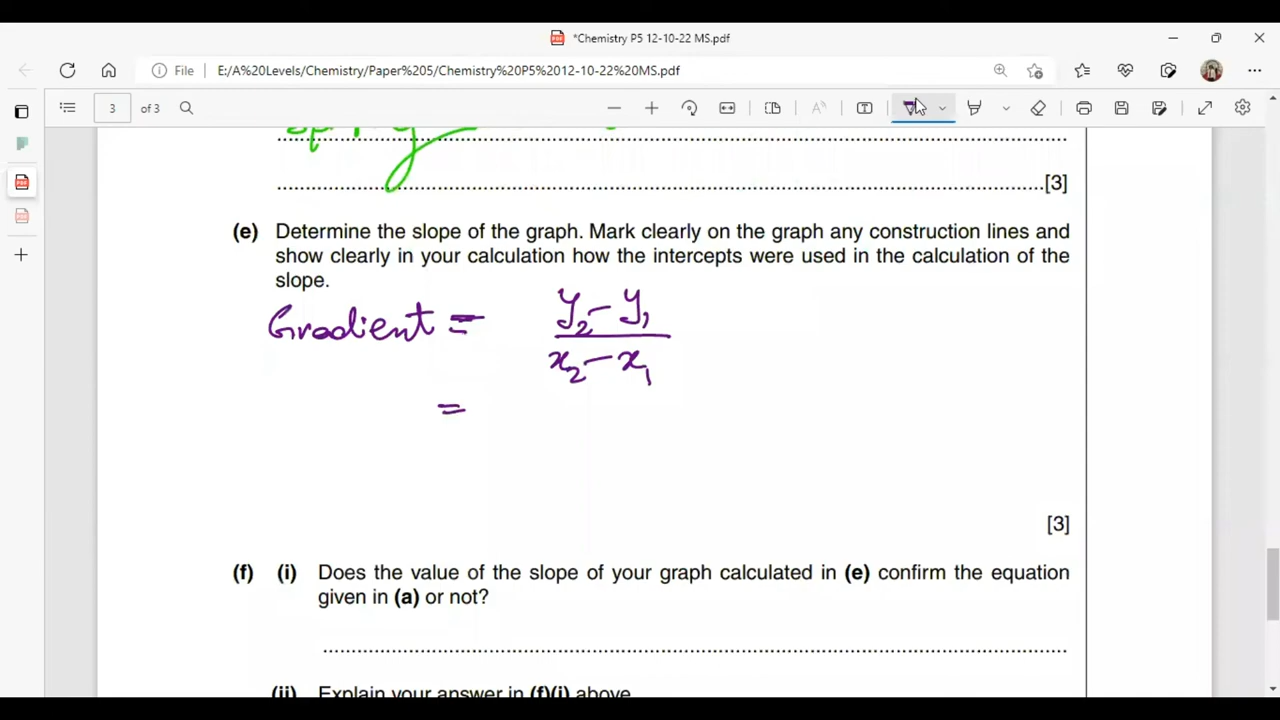 *Chemistry P5 12-10-22 MS.pdf
File E:/A%20Levels/Chemistry/Paper%205/Chemistry%20P5%2012-10-22%20MS.pdf
3 of 3
[3]
(e) Determine the slope of the graph. Mark clearly on the graph any construction lines and
show clearly in your calculation how the intercepts were used in the calculation of the
slope.
Gradient = y₂ - y₁
x₂ - x₁
=
[3]
(f) (i) Does the value of the slope of your graph calculated in (e) confirm the equation
given in (a) or not?
(ii) Explain your answer in (f)(i) above.